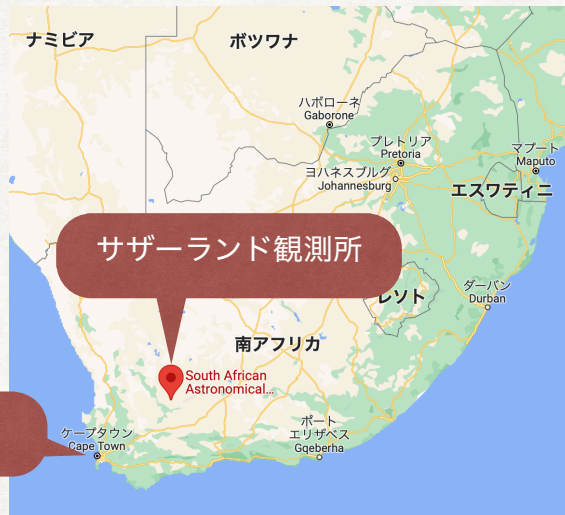 ナミビア
ボツワナ
ハボローネ
Gaborone
プレトリア
Pretoria
マプート
Maputo
ヨハネスブルグ
Johannesburg
エスワティニ
サザーランド観測所
レソト
ダーバン
Durban
南アフリカ
South African
Astronomical...
ケープタウン
Cape Town
ポート
エリザベス
Gqeberha